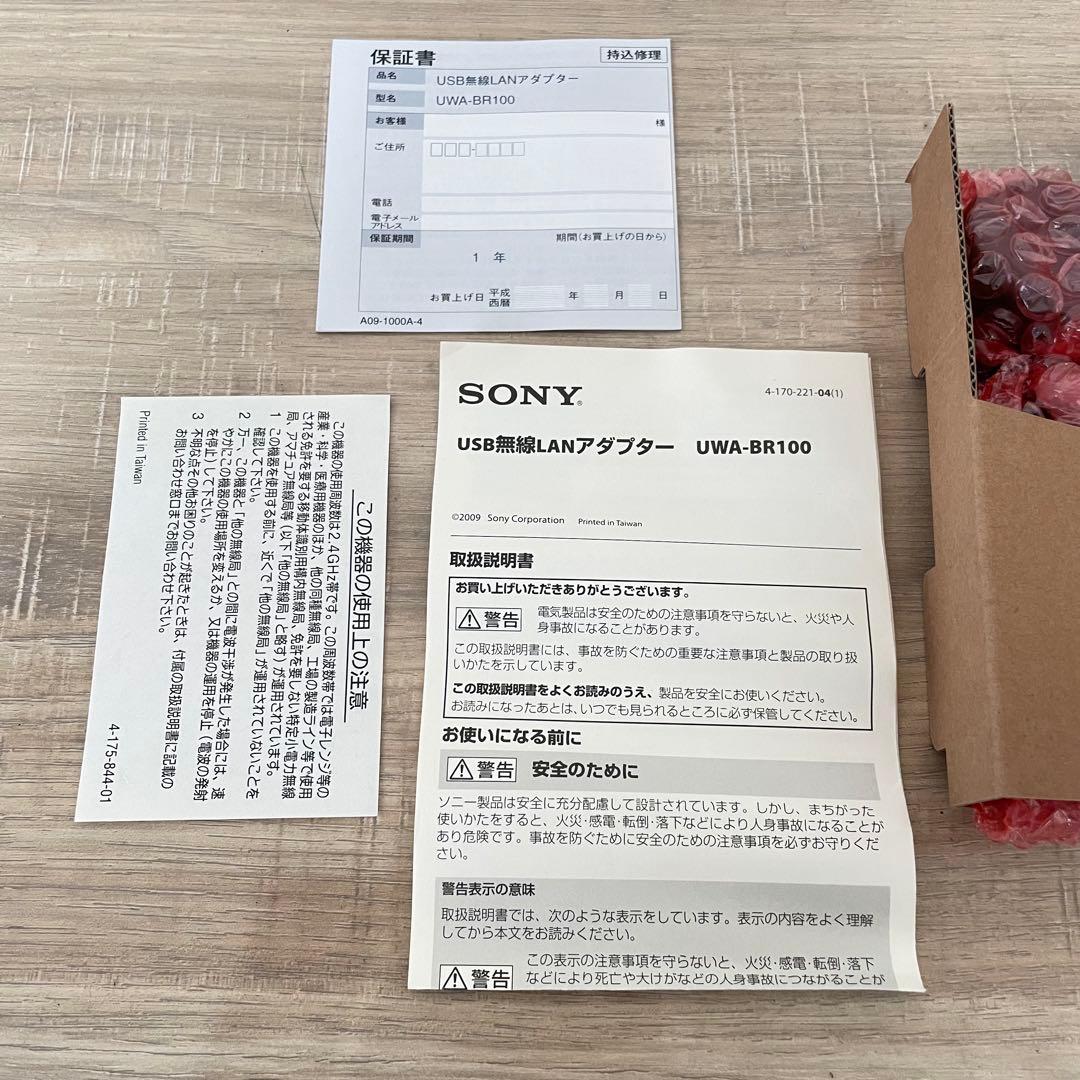 保証書
持込修理
品名 USB無線LANアダプター
型名 UWA-BR100
お客様 様
ご住所
電話
電子メール
アドレス
保証期間 期間(お買上げの日から)
1 年
お買上げ日 平成 年 月 日
西暦
A09-1000A-4
SONY®
4-170-221-04(1)
USB無線LANアダプター UWA-BR100
©2009 Sony Corporation Printed in Taiwan
取扱説明書
お買い上げいただきありがとうございます。
警告 電気製品は安全のための注意事項を守らないと、火災や人
身事故になることがあります。
この取扱説明書には、事故を防ぐための重要な注意事項と製品の取り扱
いかたを示しています。
この取扱説明書をよくお読みのうえ、製品を安全にお使いください。
お読みになったあとは、いつでも見られるところに必ず保管してください。
お使いになる前に
警告 安全のために
ソニー製品は安全に充分配慮して設計されています。しかし、まちがった
使いかたをすると、火災・感電・転倒・落下などにより人身事故になることが
あり危険です。事故を防ぐために安全のための注意事項を必ずお守りくだ
さい。
警告表示の意味
取扱説明書では、次のような表示をしています。表示の内容をよく理解
してから本文をお読みください。
警告 この表示の注意事項を守らないと、火災・感電・転倒・落下
などにより死亡や大けがなどの人身事故につながることが
この機器の使用上の注意
この機器の使用周波数は2.4GHz帯です。この周波数帯では電子レンジ等の
産業・科学・医療用機器のほか、他の同種無線局、工場の製造ライン等で使用
される免許を要する移動体識別用構内無線局、免許を要しない特定小電力無線
局、アマチュア無線局等（以下「他の無線局」と略す）が運用されています。
1 この機器を使用する前に、近くで「他の無線局」が運用されていないことを
確認して下さい。
2 万一、この機器と「他の無線局」との間に電波干渉が発生した場合には、速
やかにこの機器の使用場所を変えるか、又は機器の運用を停止（電波の発射
を停止）して下さい。
3 不明な点その他お困りのことが起きたときは、付属の取扱説明書に記載の
お問い合わせ窓口までお問い合わせ下さい。
Printed in Taiwan
4-175-844-01